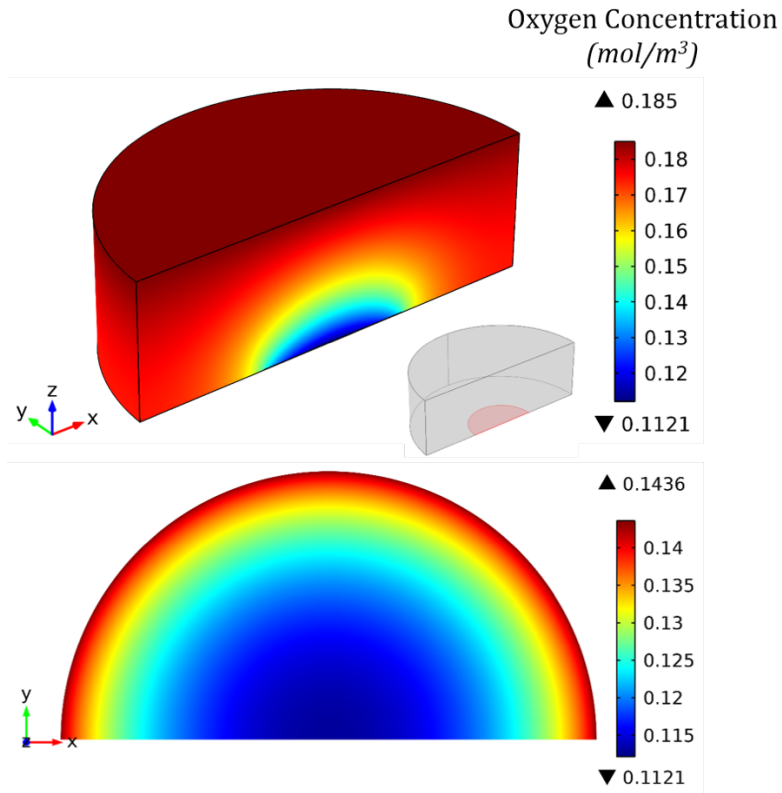 Oxygen Concentration
(mol/m³)
▲ 0.185
0.18
0.17
0.16
0.15
0.14
0.13
0.12
▼ 0.1121
z
y
x
▲ 0.1436
0.14
0.135
0.13
0.125
0.12
0.115
▼ 0.1121
y
z
x